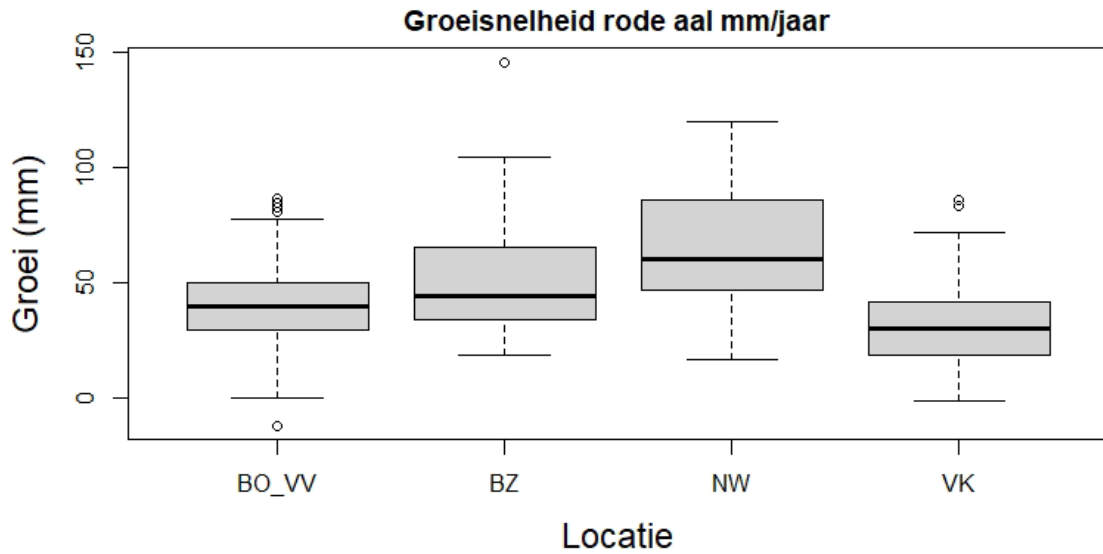 Groeisnelheid rode aal mm/jaar
Groei (mm)
150
100
50
0
BO_VV
BZ
NW
VK
Locatie